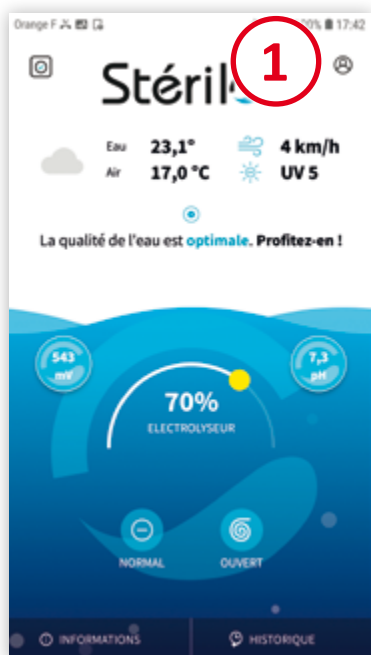 Orange F 17:42
1
Stéril
Eau 23,1° 4 km/h
Air 17,0 °C UV 5
La qualité de l'eau est optimale. Profitez-en !
543 mV
7,3 pH
70%
ELECTROLYSEUR
NORMAL OUVERT
INFORMATIONS HISTORIQUE